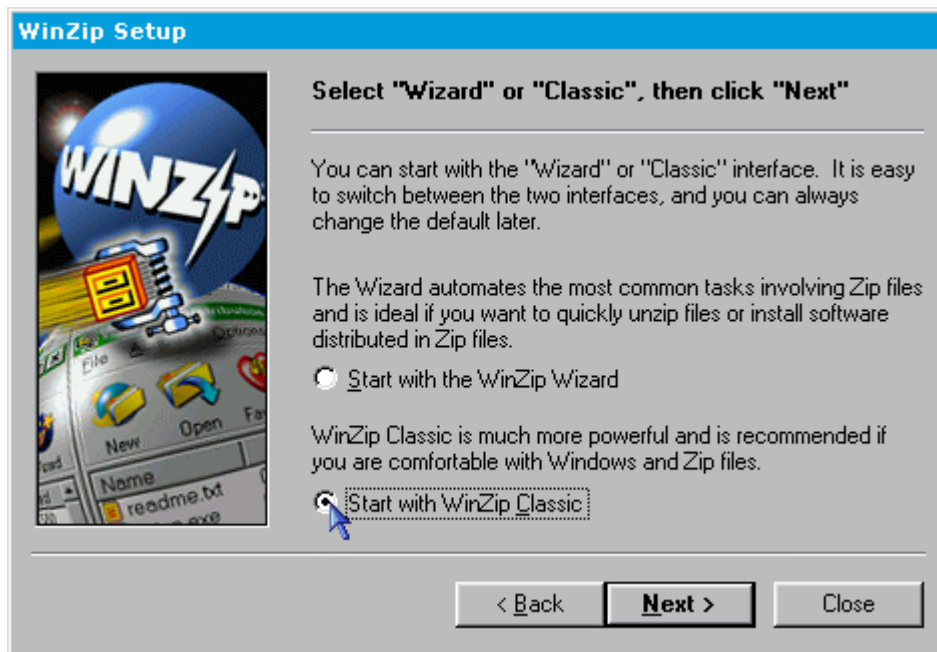 WinZip Setup
Select "Wizard" or "Classic", then click "Next"
You can start with the "Wizard" or "Classic" interface. It is easy
to switch between the two interfaces, and you can always
change the default later.
The Wizard automates the most common tasks involving Zip files
and is ideal if you want to quickly unzip files or install software
distributed in Zip files.
Start with the WinZip Wizard
WinZip Classic is much more powerful and is recommended if
you are comfortable with Windows and Zip files.
Start with WinZip Classic
WINZIP
File
Options
New
Open
Name
readme.txt
< Back
Next >
Close